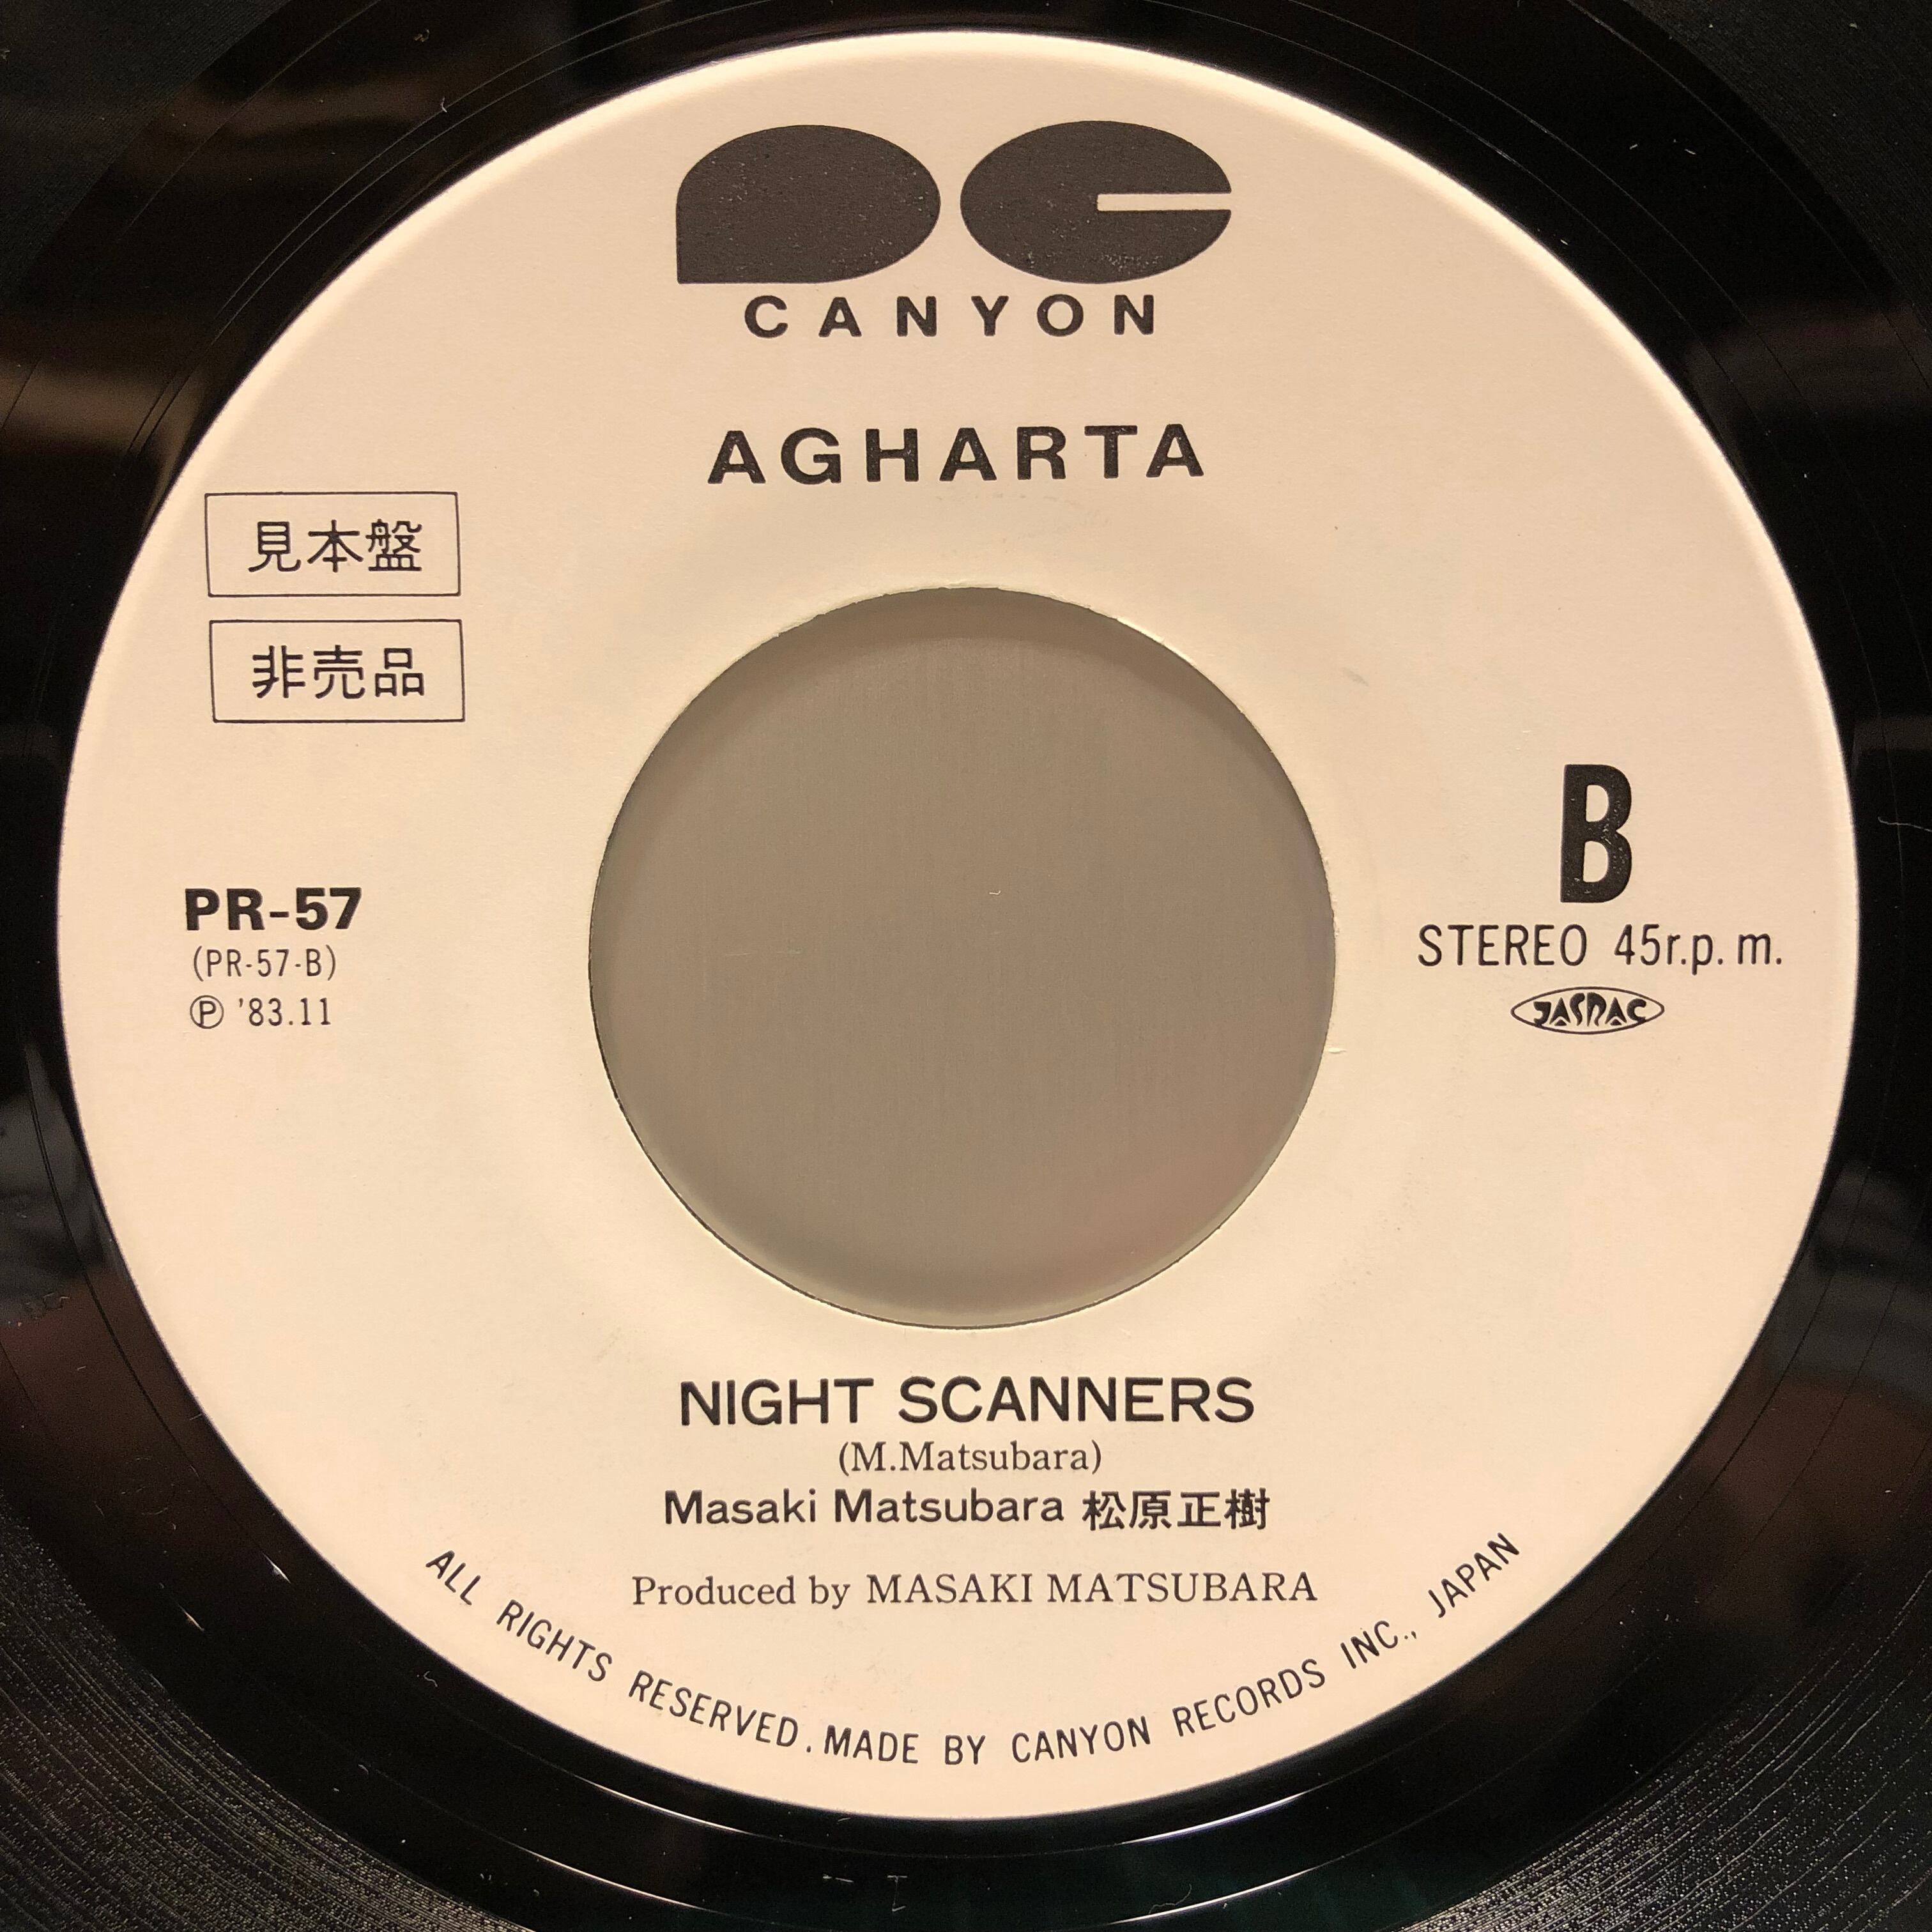 PC
CANYON
AGHARTA
見本盤
非売品
PR-57
(PR-57-B)
Ⓟ '83.11
B
STEREO 45r.p.m.
JASRAC
NIGHT SCANNERS
(M.Matsubara)
Masaki Matsubara 松原正樹
Produced by MASAKI MATSUBARA
ALL RIGHTS RESERVED. MADE BY CANYON RECORDS INC., JAPAN